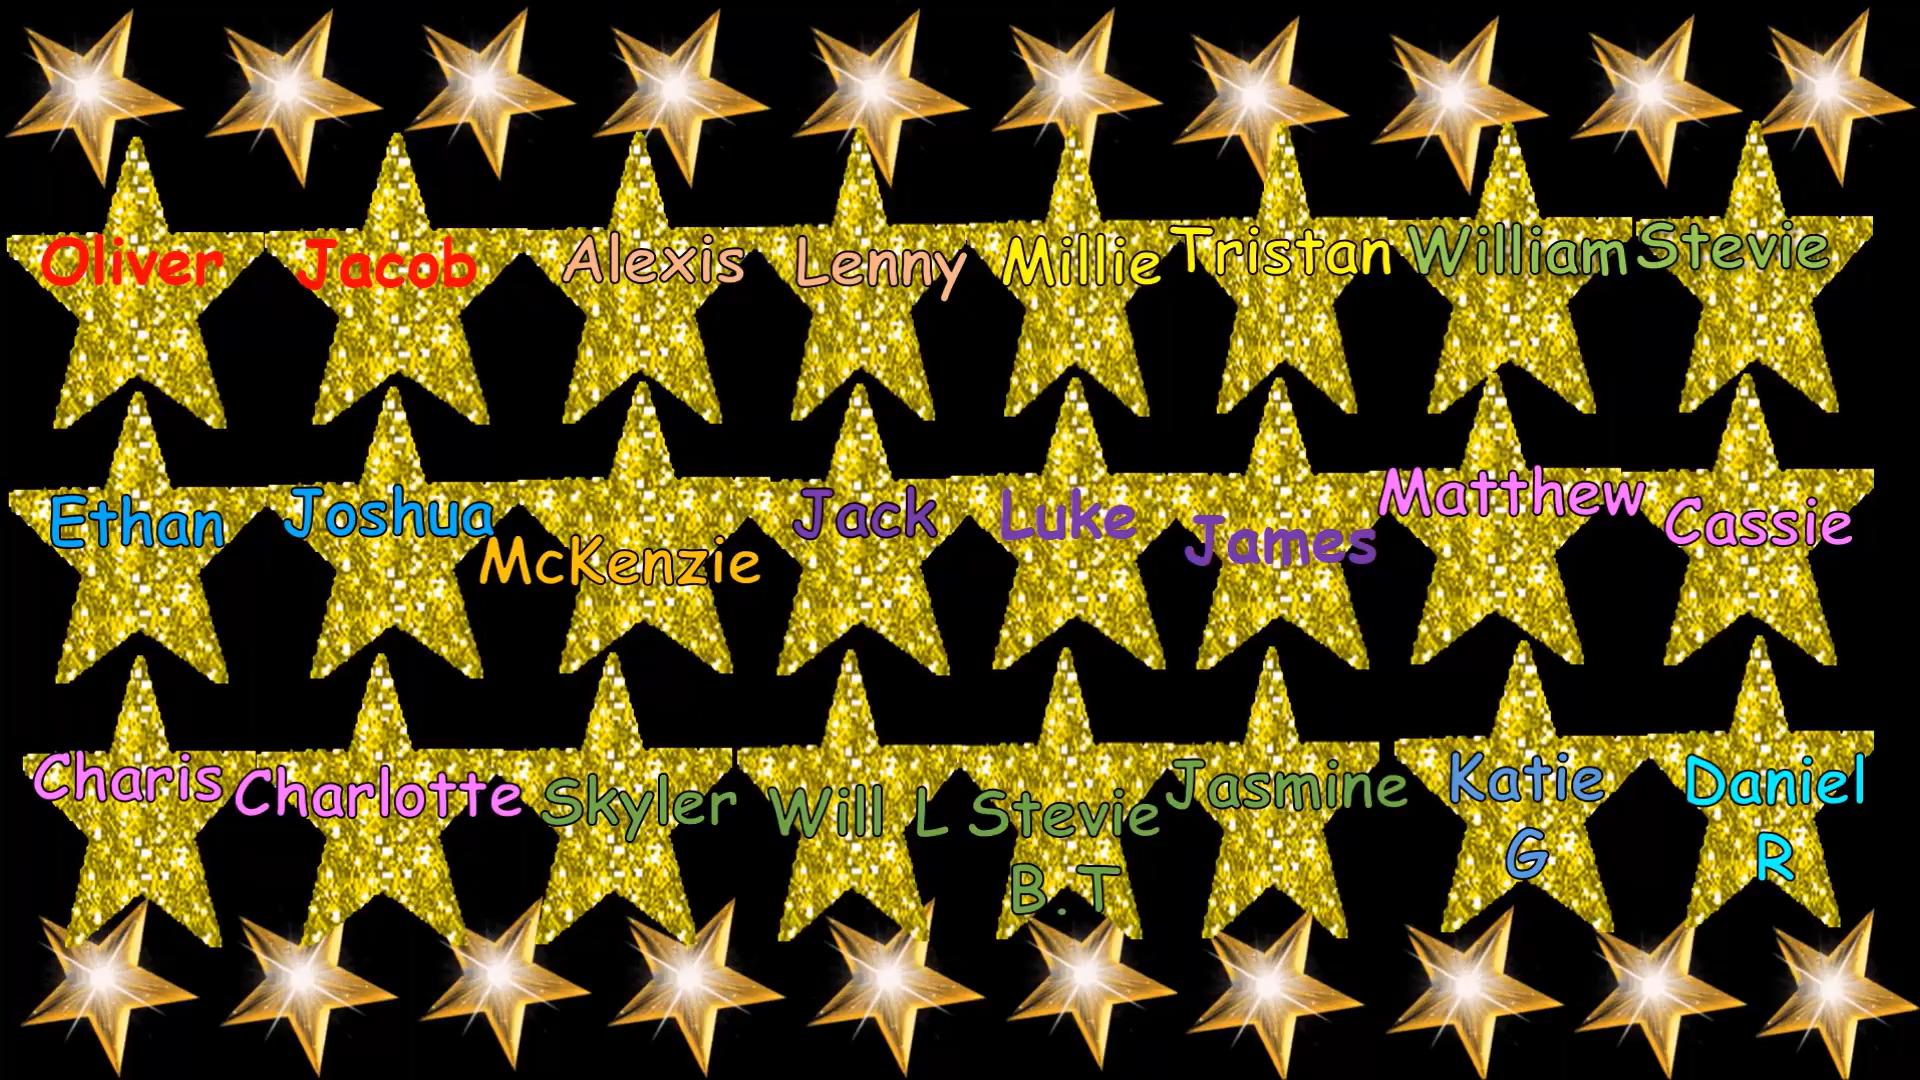 Oliver Jacob Alexis Lenny Millie Tristan William Stevie
Ethan Joshua McKenzie Jack Luke James Matthew Cassie
Charis Charlotte Skyler Will L Stevie B.T Jasmine Katie G Daniel R